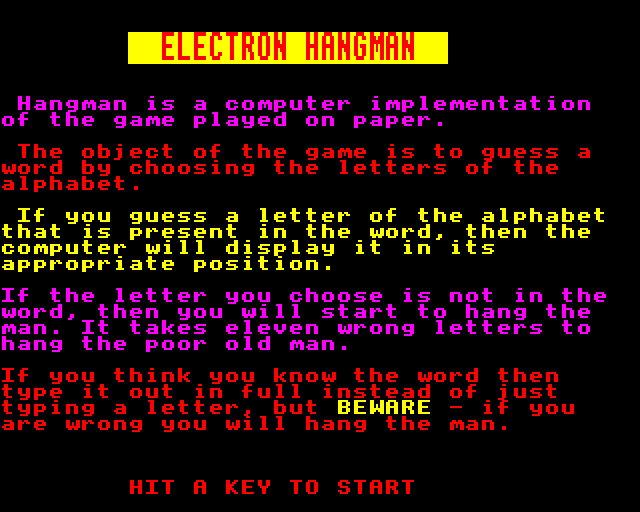 ELECTRON HANGMAN
Hangman is a computer implementation
of the game played on paper.
The object of the game is to guess a
word by choosing the letters of the
alphabet.
If you guess a letter of the alphabet
that is present in the word, then the
computer will display it in its
appropriate position.
If the letter you choose is not in the
word, then you will start to hang the
man. It takes eleven wrong letters to
hang the poor old man.
If you think you know the word then
type it out in full instead of just
typing a letter, but BEWARE - if you
are wrong you will hang the man.
HIT A KEY TO START